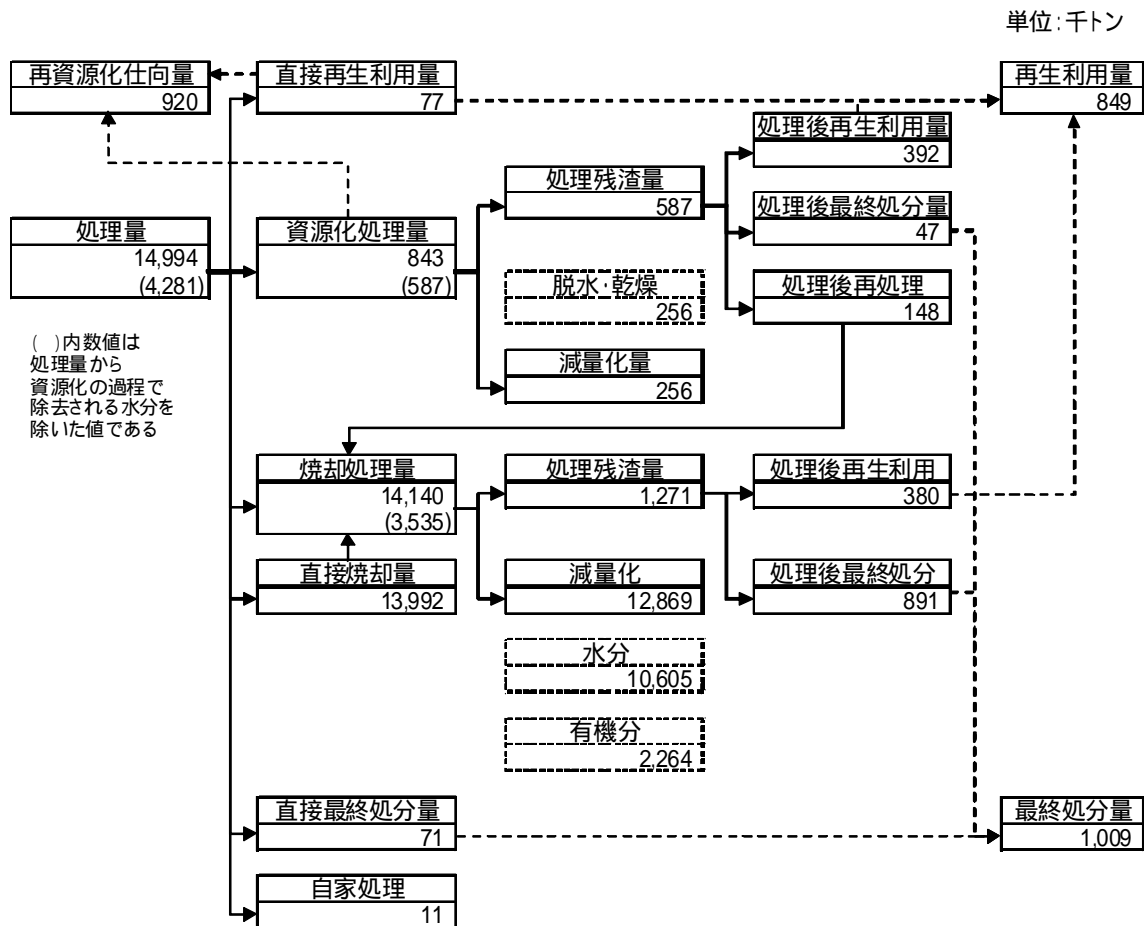 単位:千トン
再資源化仕向量
920
直接再生利用量
77
再生利用量
849
処理後再生利用量
392
処理残渣量
587
処理後最終処分量
47
処理量
14,994
(4,281)
資源化処理量
843
(587)
脱水・乾燥
256
処理後再処理
148
( )内数値は
処理量から
資源化の過程で
除去される水分を
除いた値である
減量化量
256
焼却処理量
14,140
(3,535)
処理残渣量
1,271
処理後再生利用
380
直接焼却量
13,992
減量化
12,869
処理後最終処分
891
水分
10,605
有機分
2,264
直接最終処分量
71
最終処分量
1,009
自家処理
11